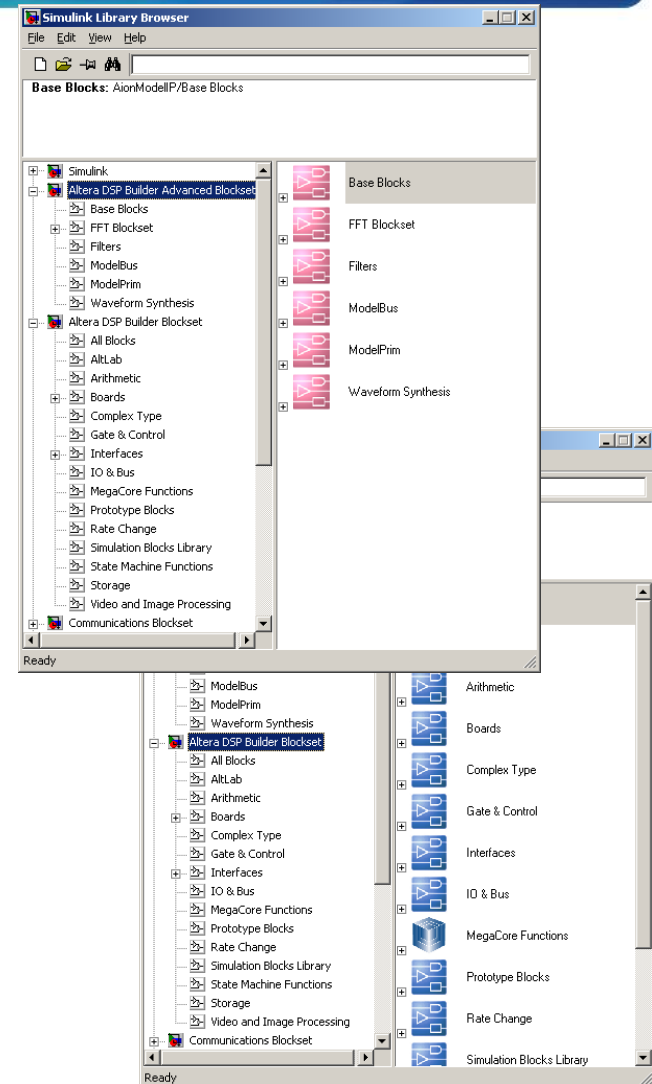 Simulink Library Browser
File Edit View Help
Base Blocks: AionModelIP/Base Blocks
Simulink
Altera DSP Builder Advanced Blockset
Base Blocks
FFT Blockset
Filters
ModelBus
ModelPrim
Waveform Synthesis
Altera DSP Builder Blockset
All Blocks
AltLab
Arithmetic
Boards
Complex Type
Gate & Control
Interfaces
IO & Bus
MegaCore Functions
Prototype Blocks
Rate Change
Simulation Blocks Library
State Machine Functions
Storage
Video and Image Processing
Communications Blockset
Base Blocks
FFT Blockset
Filters
ModelBus
ModelPrim
Waveform Synthesis
Ready
ModelBus
ModelPrim
Waveform Synthesis
Altera DSP Builder Blockset
All Blocks
AltLab
Arithmetic
Boards
Complex Type
Gate & Control
Interfaces
IO & Bus
MegaCore Functions
Prototype Blocks
Rate Change
Simulation Blocks Library
State Machine Functions
Storage
Video and Image Processing
Communications Blockset
Arithmetic
Boards
Complex Type
Gate & Control
Interfaces
IO & Bus
MegaCore Functions
Prototype Blocks
Rate Change
Simulation Blocks Library
Ready